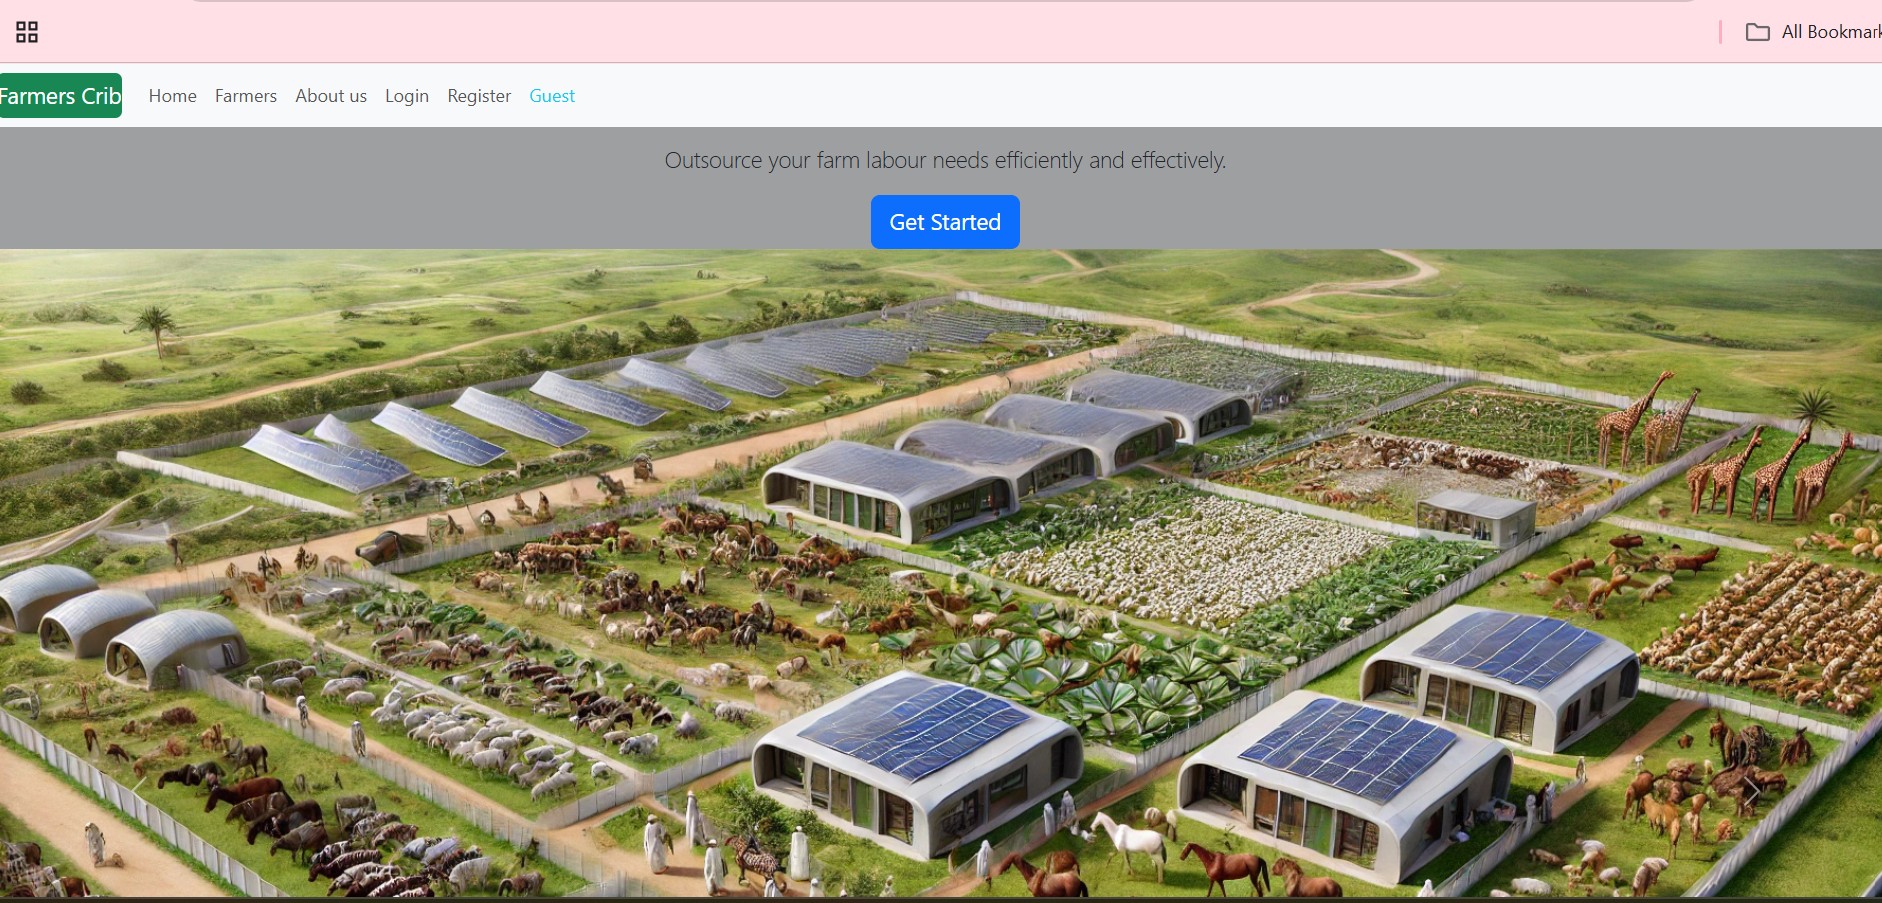 All Bookmark
Farmers Crib Home Farmers About us Login Register Guest
Outsource your farm labour needs efficiently and effectively.
Get Started